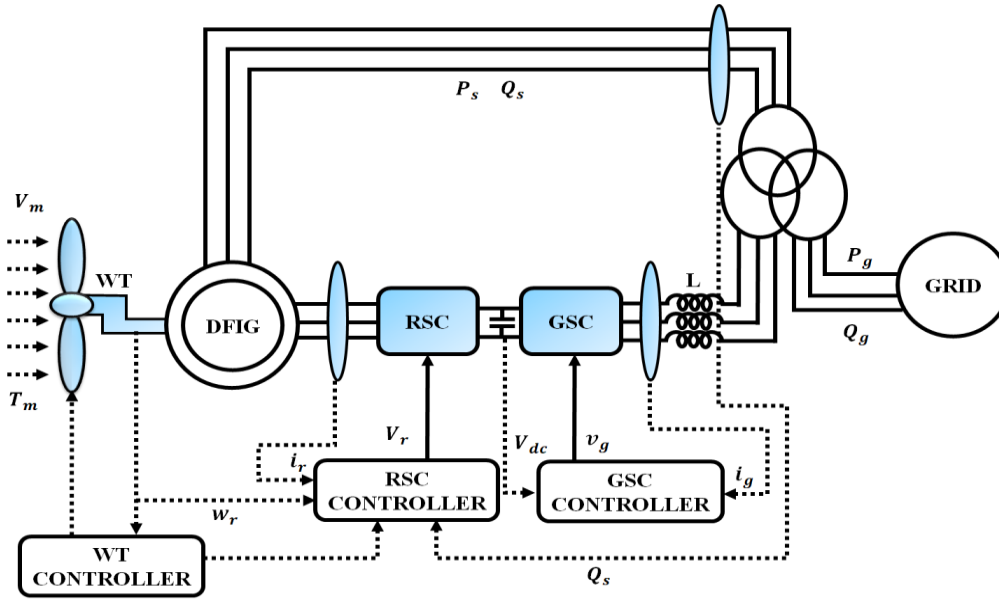 P_s Q_s
V_m
WT
P_g
L
GRID
DFIG
RSC
GSC
Q_g
T_m
V_r
V_dc
v_g
i_r
RSC
CONTROLLER
GSC
CONTROLLER
i_g
w_r
WT
CONTROLLER
Q_s